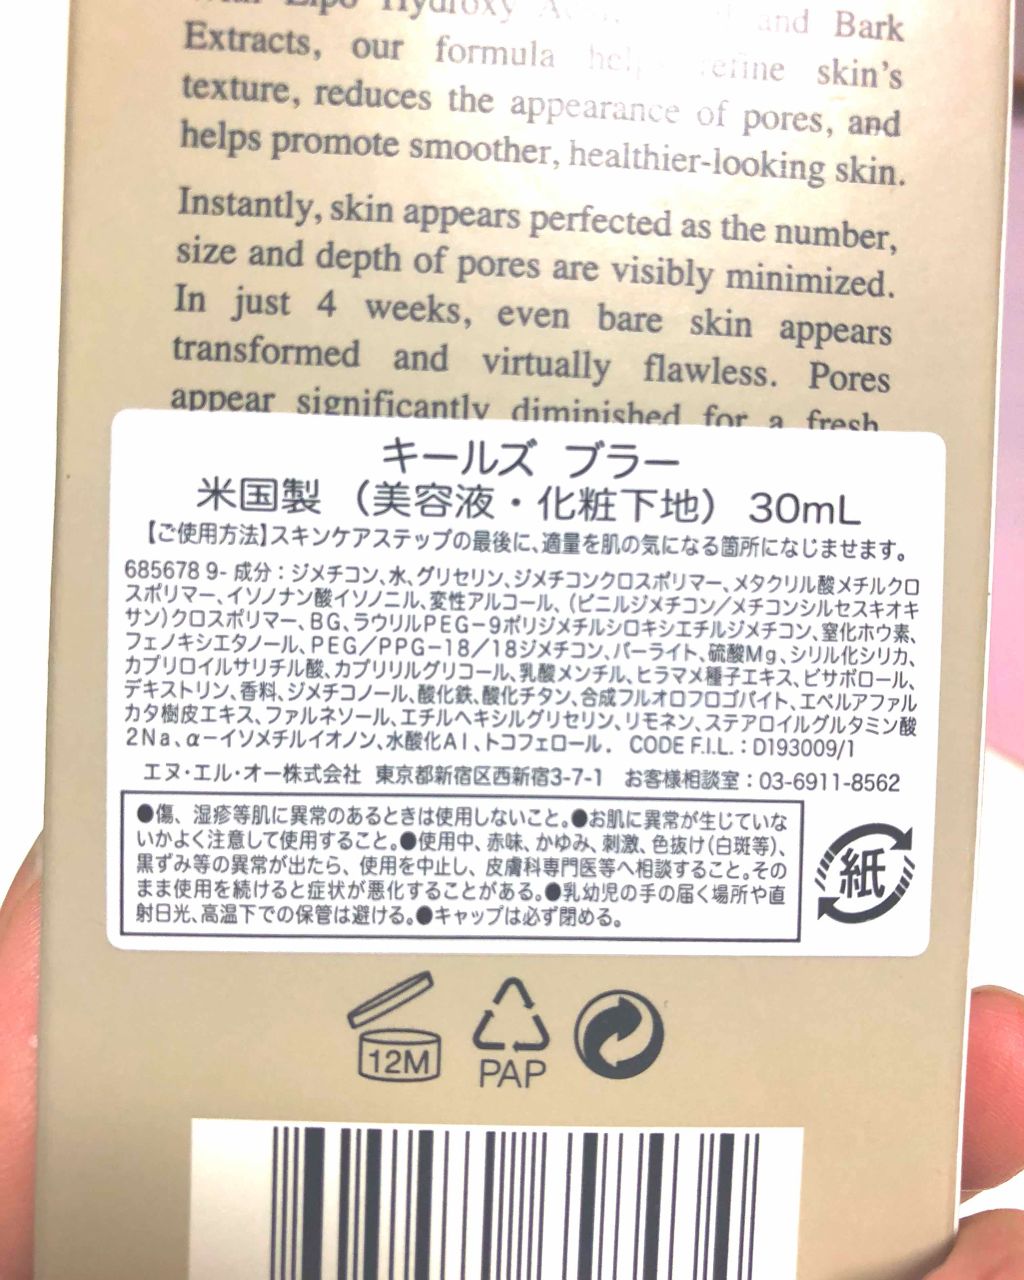 Lipo Hydroxy and Bark
Extracts, our formula helps refine skin's
texture, reduces the appearance of pores, and
helps promote smoother, healthier-looking skin.
Instantly, skin appears perfected as the number,
size and depth of pores are visibly minimized.
In just 4 weeks, even bare skin appears
transformed and virtually flawless. Pores
appear significantly diminished for a fresh,
キールズ ブラー
米国製 （美容液・化粧下地） 30mL
【ご使用方法】スキンケアステップの最後に、適量を肌の気になる箇所になじませます。
685678 9- 成分：ジメチコン、水、グリセリン、ジメチコンクロスポリマー、メタクリル酸メチルクロ
スポリマー、イソノナン酸イソノニル、変性アルコール、（ビニルジメチコン／メチコンシルセスキオキ
サン）クロスポリマー、BG、ラウリルPEG－9ポリジメチルシロキシエチルジメチコン、窒化ホウ素、
フェノキシエタノール、PEG／PPG－18／18ジメチコン、パーライト、硫酸Mg、シリル化シリカ、
カプリロイルサリチル酸、カプリリルグリコール、乳酸メンチル、ヒラマメ種子エキス、ビサボロール、
デキストリン、香料、ジメチコノール、酸化鉄、酸化チタン、合成フルオロフロゴパイト、エペルアファル
カタ樹皮エキス、ファルネソール、エチルヘキシルグリセリン、リモネン、ステアロイルグルタミン酸
2Na、α－イソメチルイオノン、水酸化Al、トコフェロール． CODE F.I.L.：D193009/1
エヌ・エル・オー株式会社 東京都新宿区西新宿3-7-1 お客様相談室：03-6911-8562
●傷、湿疹等肌に異常のあるときは使用しないこと。●お肌に異常が生じていな
いかよく注意して使用すること。●使用中、赤味、かゆみ、刺激、色抜け(白斑等)、
黒ずみ等の異常が出たら、使用を中止し、皮膚科専門医等へ相談すること。その
まま使用を続けると症状が悪化することがある。●乳幼児の手の届く場所や直
射日光、高温下での保管は避ける。●キャップは必ず閉める。
紙
12M
PAP